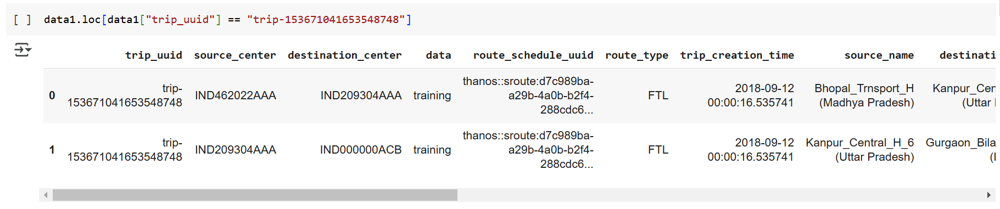 [ ] data1.loc[data1["trip_uuid"] == "trip-153671041653548748"]
trip_uuid source_center destination_center data route_schedule_uuid route_type trip_creation_time source_name destinati
thanos::sroute:d7c989ba-
trip- 2018-09-12 Bhopal_Trnsport_H Kanpur_Cen
0 IND462022AAA IND209304AAA training a29b-4a0b-b2f4- FTL
153671041653548748 00:00:16.535741 (Madhya Pradesh) (Uttar
288cdc6...
thanos::sroute:d7c989ba-
trip- 2018-09-12 Kanpur_Central_H_6 Gurgaon_Bila
1 IND209304AAA IND000000ACB training a29b-4a0b-b2f4- FTL
153671041653548748 00:00:16.535741 (Uttar Pradesh) (
288cdc6...